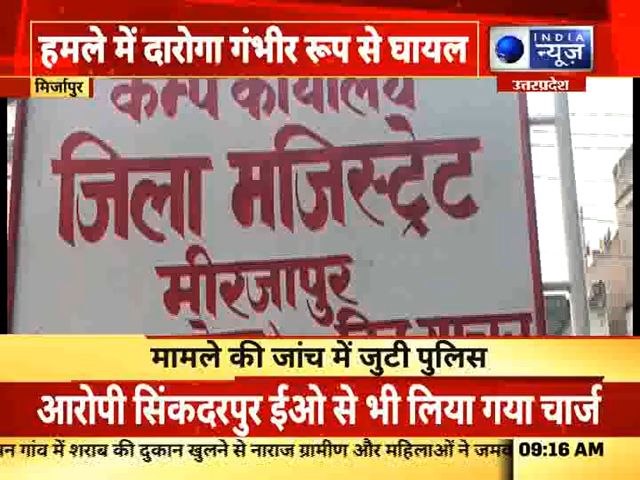 हमले में दारोगा गंभीर रूप से घायल
INDIA
न्यूज़
मिर्जापुर
उत्तरप्रदेश
कैम्प कार्यालय
जिला मजिस्ट्रेट
मीरजापुर
मामले की जांच में जुटी पुलिस
आरोपी सिंकदरपुर ईओ से भी लिया गया चार्ज
गांव में शराब की दुकान खुलने से नाराज ग्रामीण और महिलाओं ने
09:16 AM